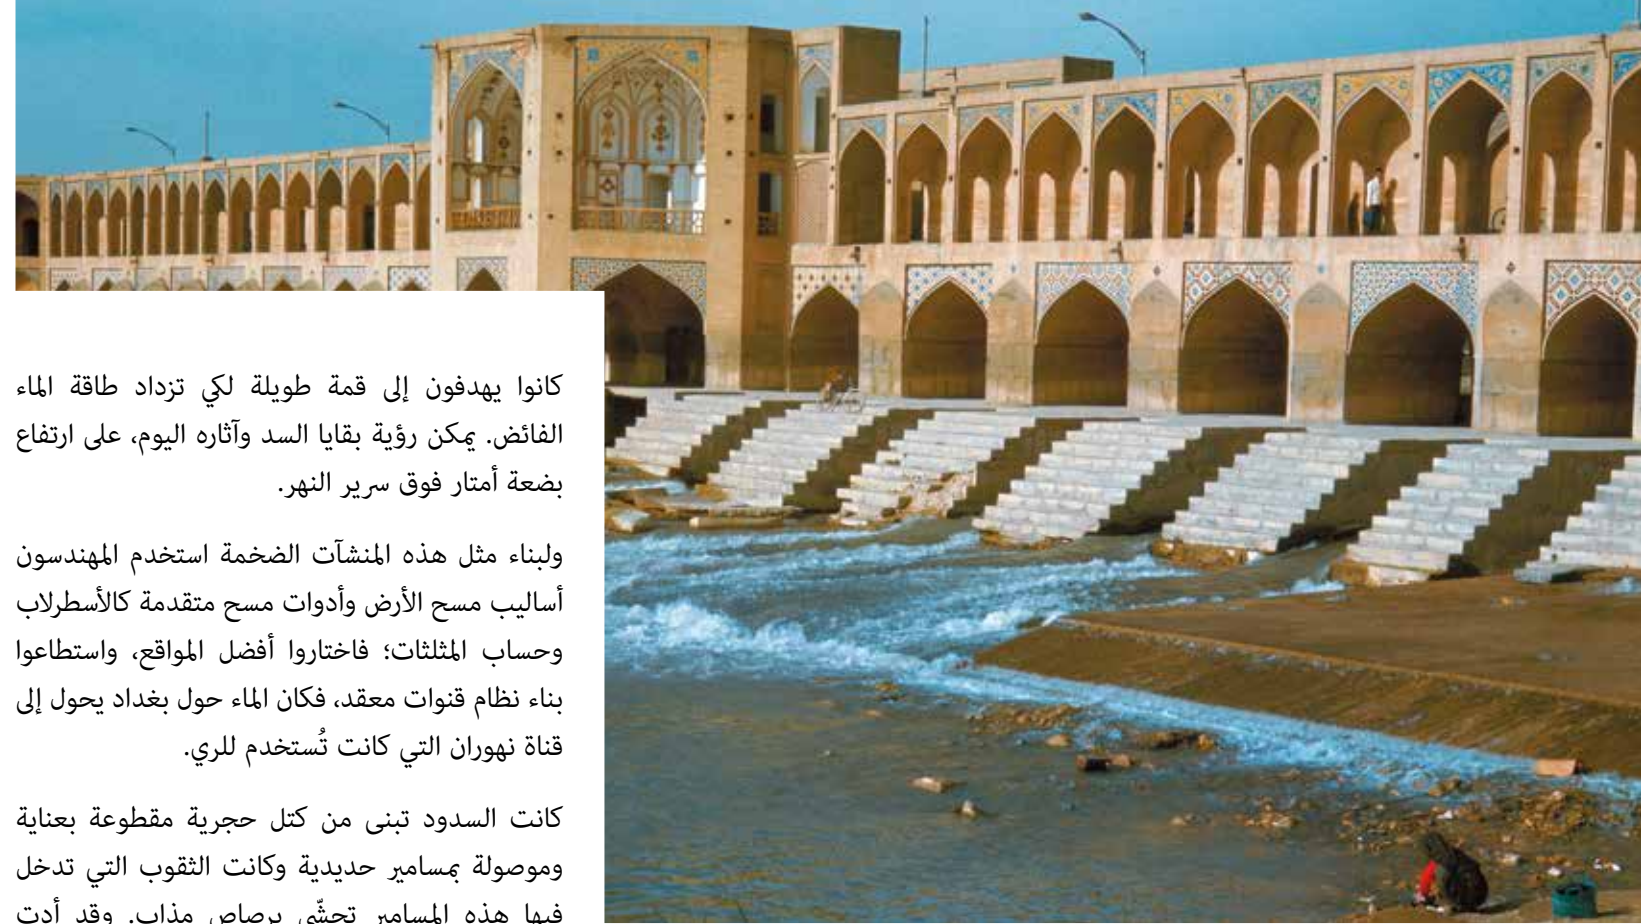 كانوا يهدفون إلى قمة طويلة لكي تزداد طاقة الماء
الفائض. يمكن رؤية بقايا السد وآثاره اليوم، على ارتفاع
بضعة أمتار فوق سرير النهر.
ولبناء مثل هذه المنشآت الضخمة استخدم المهندسون
أساليب مسح الأرض وأدوات مسح متقدمة كالأسطرلاب
وحساب المثلثات؛ فاختاروا أفضل المواقع، واستطاعوا
بناء نظام قنوات معقد، فكان الماء حول بغداد يحول إلى
قناة نهوران التي كانت تُستخدم للري.
كانت السدود تبنى من كتل حجرية مقطوعة بعناية
وموصولة بمسامير حديدية وكانت الثقوب التي تدخل
فيها هذه المسامير تحشّى برصاص مذاب. وقد أدت